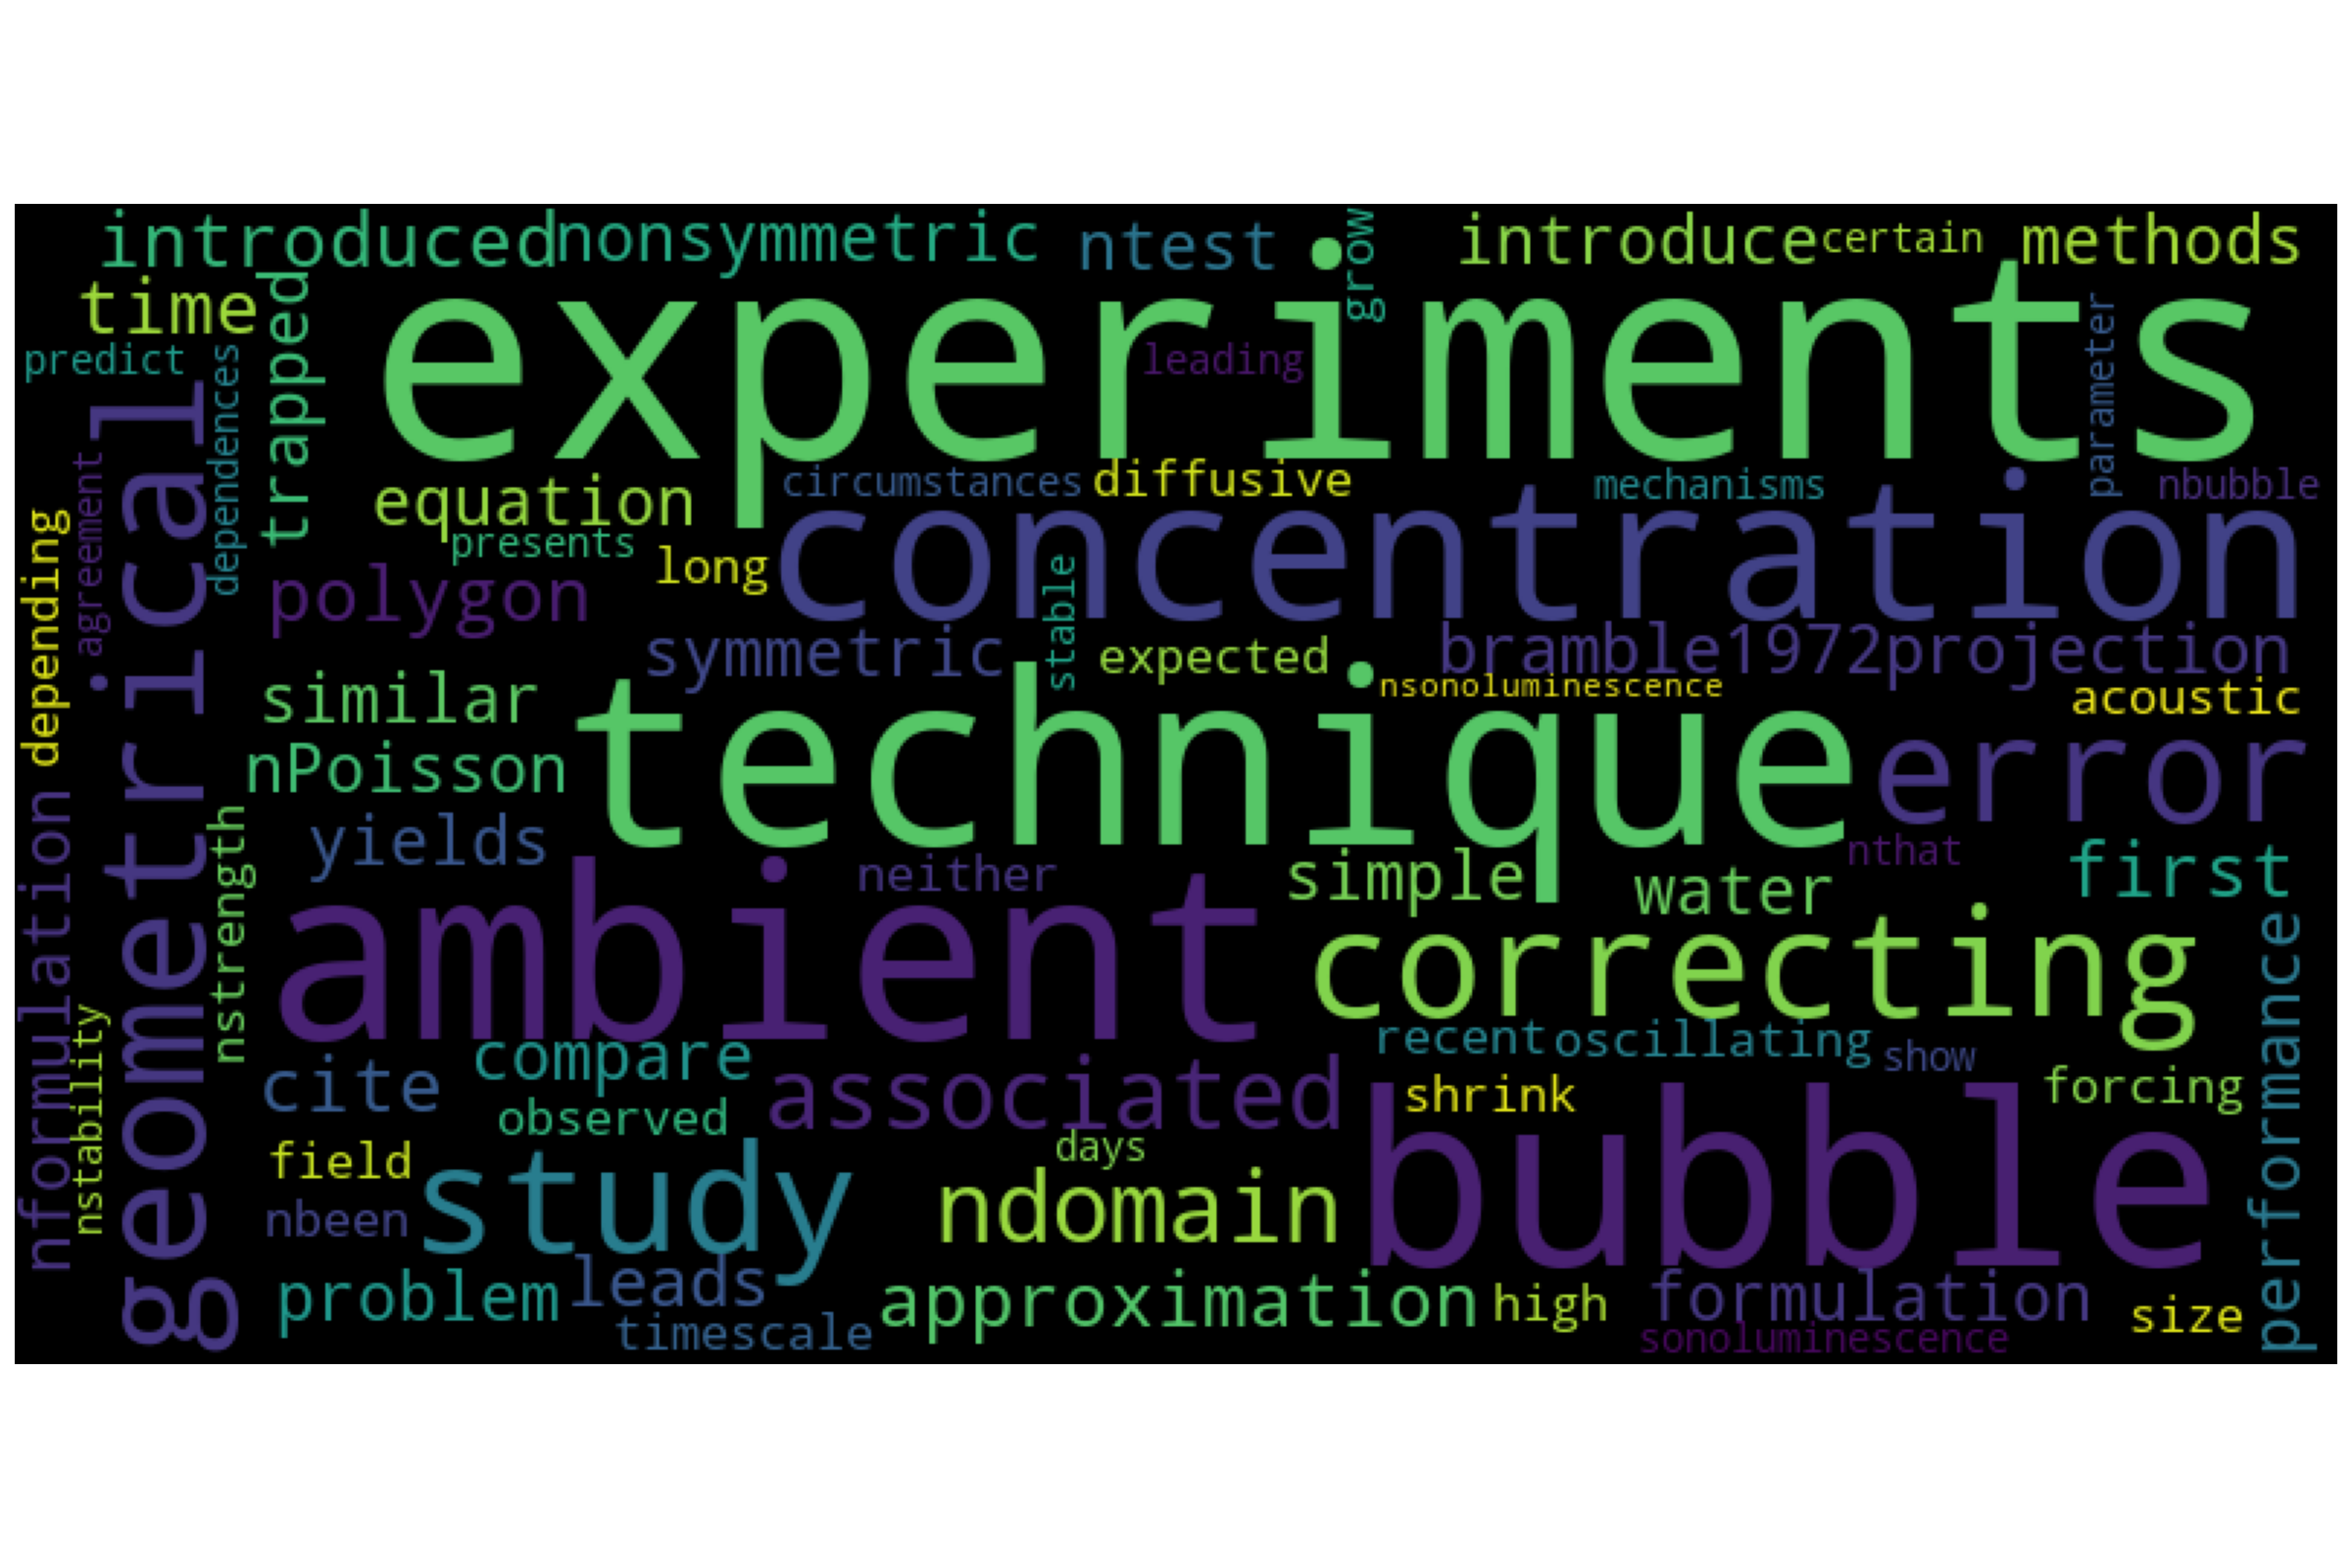 introduced
nonsymmetric
ntest
grow
introduce
certain
methods
time
trapped
experiments
predict
dependences
leading
parameter
geometrical
agreement
equation
circumstances
diffusive
mechanisms
nbubble
presents
long
concentration
depending
polygon
stable
symmetric
expected
bramble1972projection
similar
technique
nsonoluminescence
acoustic
nPoisson
error
yields
nstrength
neither
simple
water
nthat
first
nformulation
ambient
correcting
performance
nstability
cite
compare
recent
oscillating
show
associated
shrink
forcing
observed
days
bubble
field
study
ndomain
nbeen
problem
leads
approximation
high
formulation
size
timescale
sonoluminescence